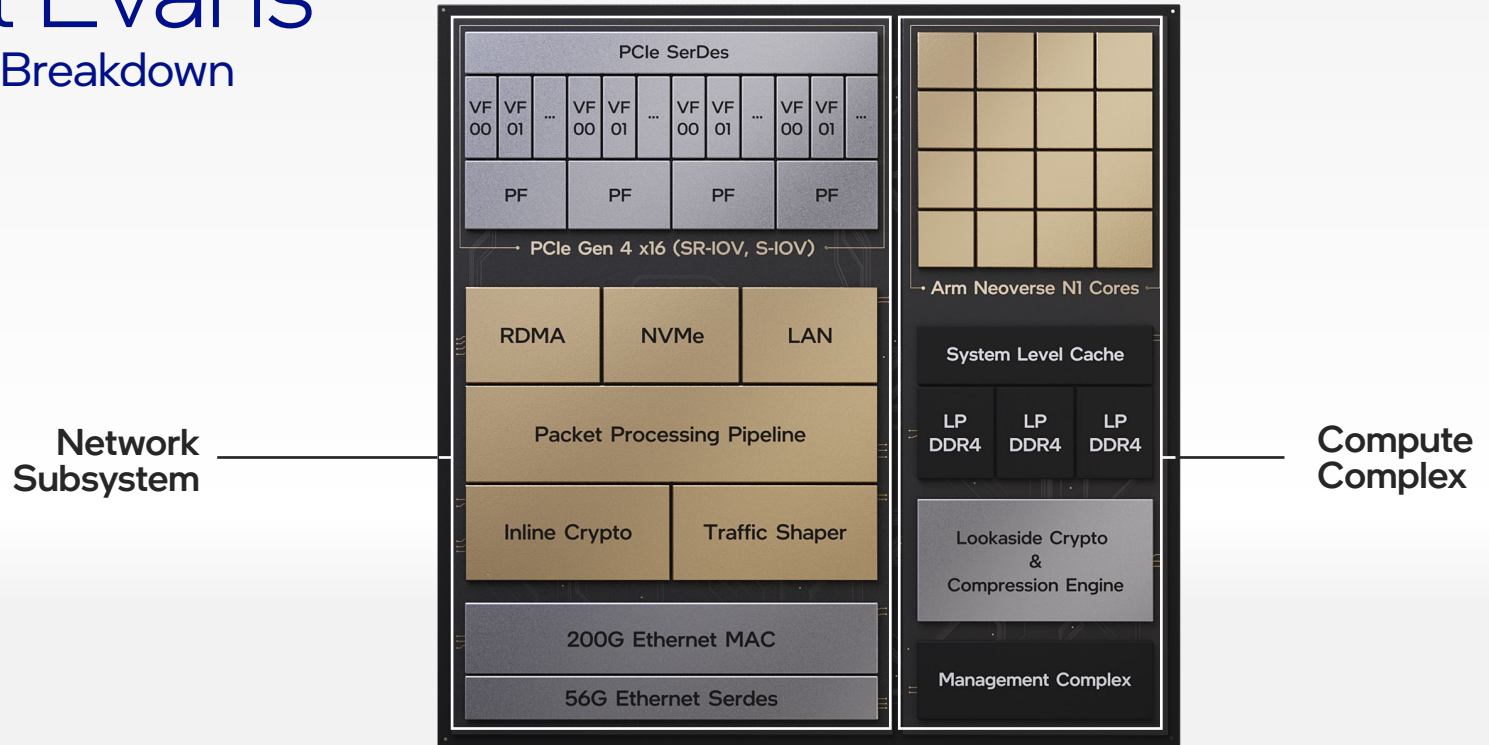 t Evans
Breakdown
PCIe SerDes
VF 00 VF 01 ... VF 00 VF 01 ... VF 00 VF 01 ... VF 00 VF 01 ...
PF PF PF PF
PCIe Gen 4 x16 (SR-IOV, S-IOV)
RDMA NVMe LAN
Packet Processing Pipeline
Inline Crypto Traffic Shaper
200G Ethernet MAC
56G Ethernet Serdes
Network
Subsystem
Arm Neoverse N1 Cores
System Level Cache
LP LP LP
DDR4 DDR4 DDR4
Lookaside Crypto
&
Compression Engine
Management Complex
Compute
Complex